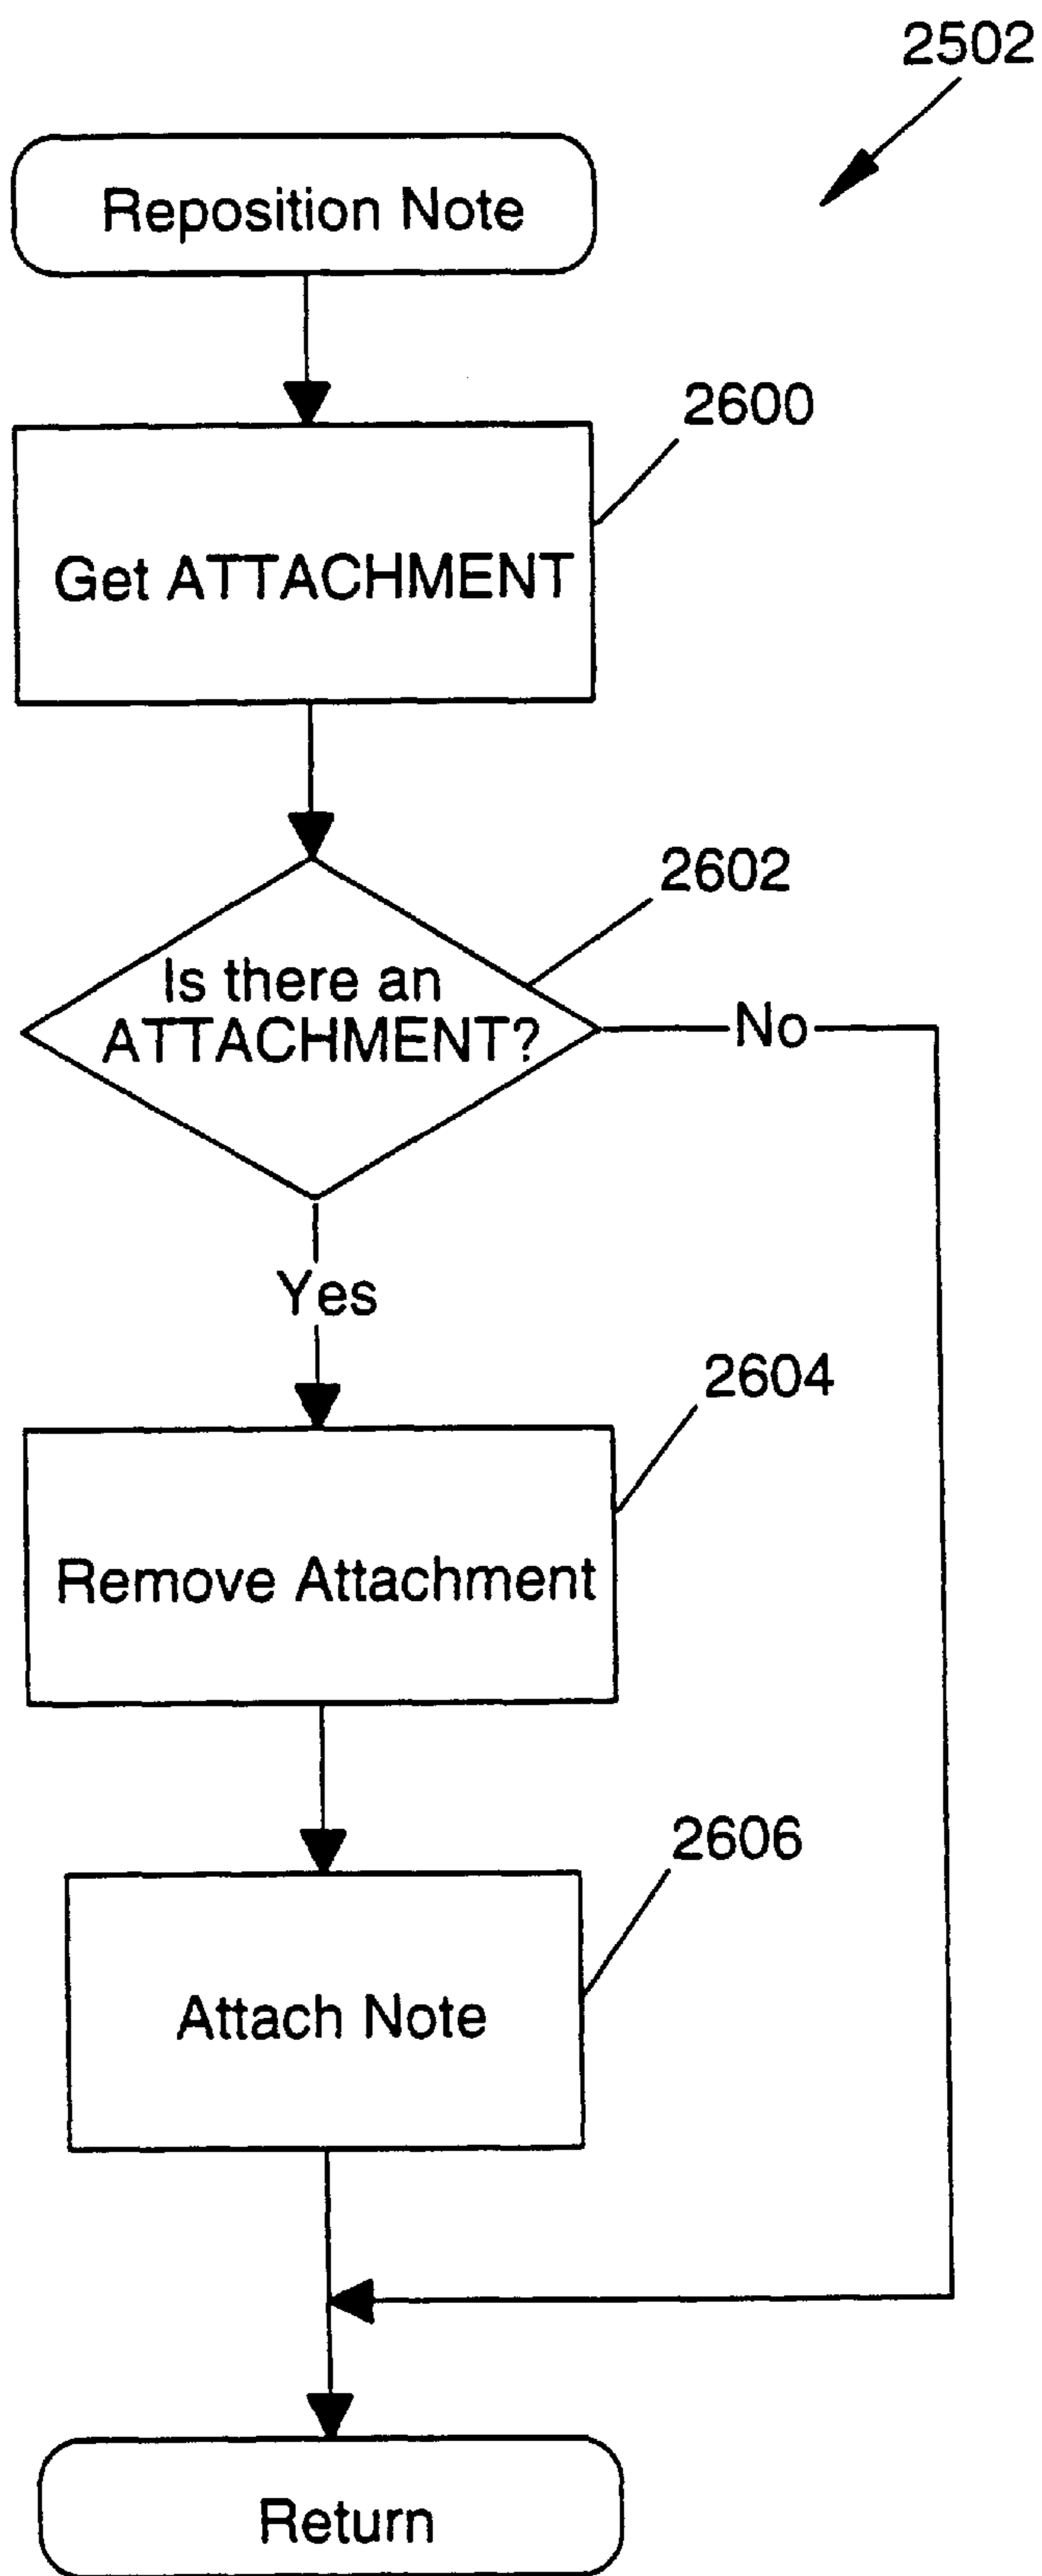 2502
Reposition Note
2600
Get ATTACHMENT
2602
Is there an
ATTACHMENT?
No
Yes
2604
Remove Attachment
2606
Attach Note
Return